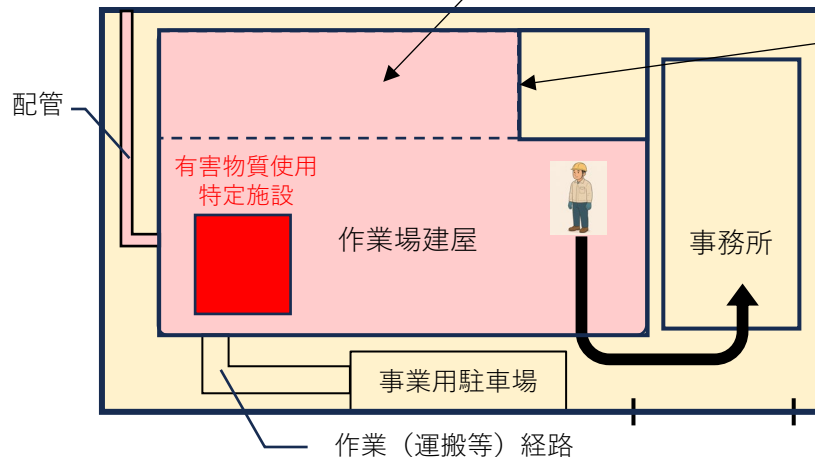 配管
有害物質使用
特定施設
作業場建屋
事務所
事業用駐車場
作業（運搬等）経路